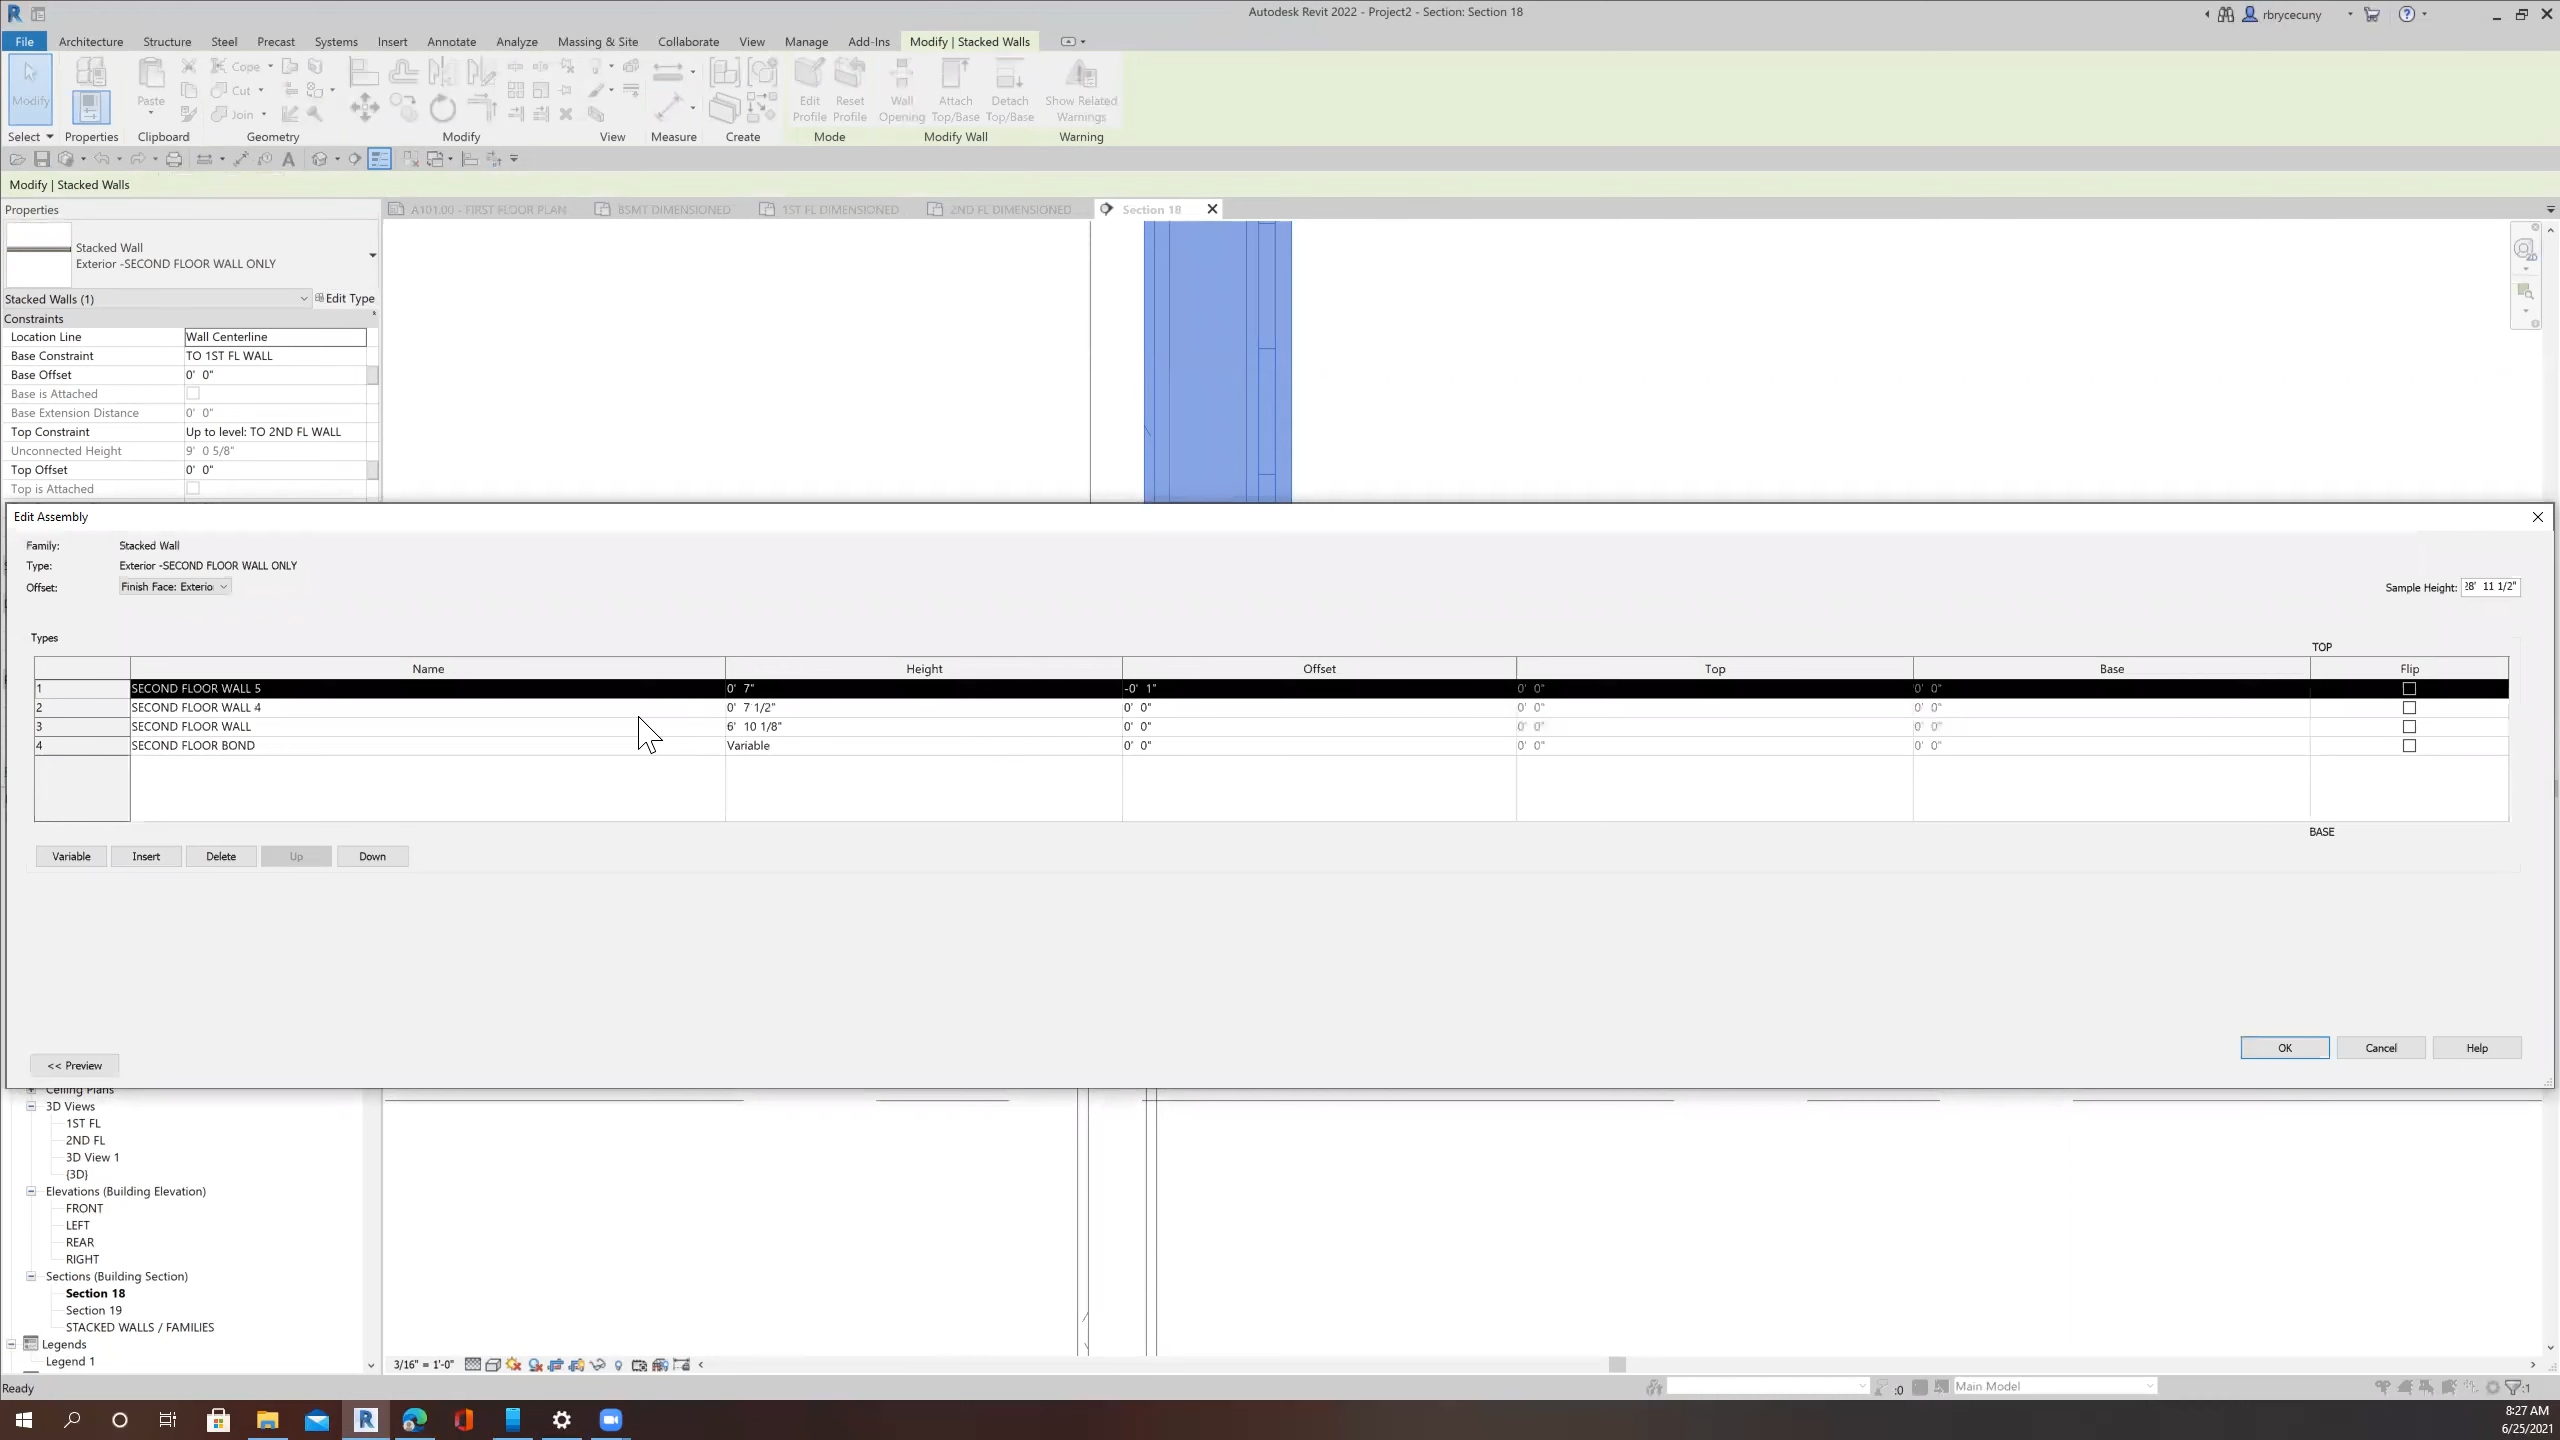 Autodesk Revit 2022 - Project2 - Section: Section 18
rbrycecuny
File Architecture Structure Steel Precast Systems Insert Annotate Analyze Massing & Site Collaborate View Manage Add-Ins Modify | Stacked Walls
Modify
Paste
Cope
Cut
Join
Edit Profile
Reset Profile
Wall Opening
Attach Top/Base
Detach Top/Base
Show Related Warnings
Select Properties Clipboard Geometry Modify View Measure Create Mode Modify Wall Warning
Modify | Stacked Walls
Properties
A101.00 - FIRST FLOOR PLAN BSMT DIMENSIONED 1ST FL DIMENSIONED 2ND FL DIMENSIONED Section 18
Stacked Wall
Exterior -SECOND FLOOR WALL ONLY
Stacked Walls (1) Edit Type
Constraints
Location Line Wall Centerline
Base Constraint TO 1ST FL WALL
Base Offset 0' 0"
Base is Attached
Base Extension Distance 0' 0"
Top Constraint Up to level: TO 2ND FL WALL
Unconnected Height 9' 0 5/8"
Top Offset 0' 0"
Top is Attached
Edit Assembly
Family: Stacked Wall
Type: Exterior -SECOND FLOOR WALL ONLY
Offset: Finish Face: Exterio
Sample Height: 28' 11 1/2"
Types
TOP
Name Height Offset Top Base Flip
1 SECOND FLOOR WALL 5 0' 7" -0' 1" 0' 0" 0' 0"
2 SECOND FLOOR WALL 4 0' 7 1/2" 0' 0" 0' 0" 0' 0"
3 SECOND FLOOR WALL 6' 10 1/8" 0' 0" 0' 0" 0' 0"
4 SECOND FLOOR BOND Variable 0' 0" 0' 0" 0' 0"
BASE
Variable Insert Delete Up Down
OK Cancel Help
<< Preview
Ceiling Plans
3D Views
1ST FL
2ND FL
3D View 1
{3D}
Elevations (Building Elevation)
FRONT
LEFT
REAR
RIGHT
Sections (Building Section)
Section 18
Section 19
STACKED WALLS / FAMILIES
Legends
Legend 1
3/16" = 1'-0"
Ready
:0
Main Model
:1
8:27 AM
6/25/2021